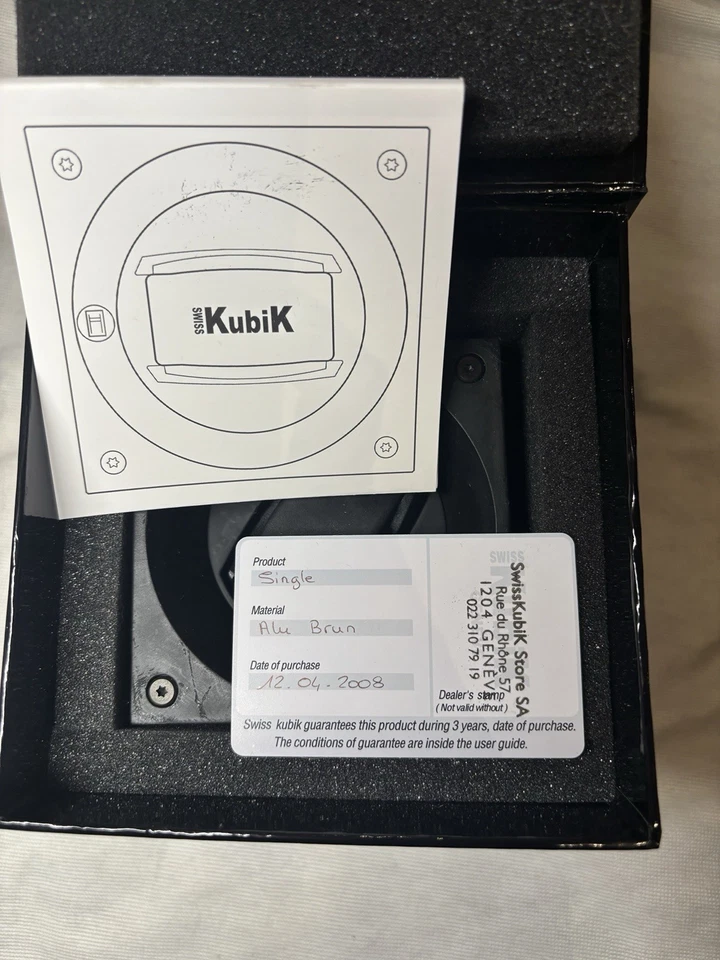 SWISS KubiK
Product
Single
Material
Alu Brun
Date of purchase
12.04-2008
SWISS
SwissKubiK Store SA
Rue du Rhône 57
1204 GENÈVE
022 310 79 19
Dealer's stamp
( Not valid without )
Swiss kubik guarantees this product during 3 years, date of purchase.
The conditions of guarantee are inside the user guide.